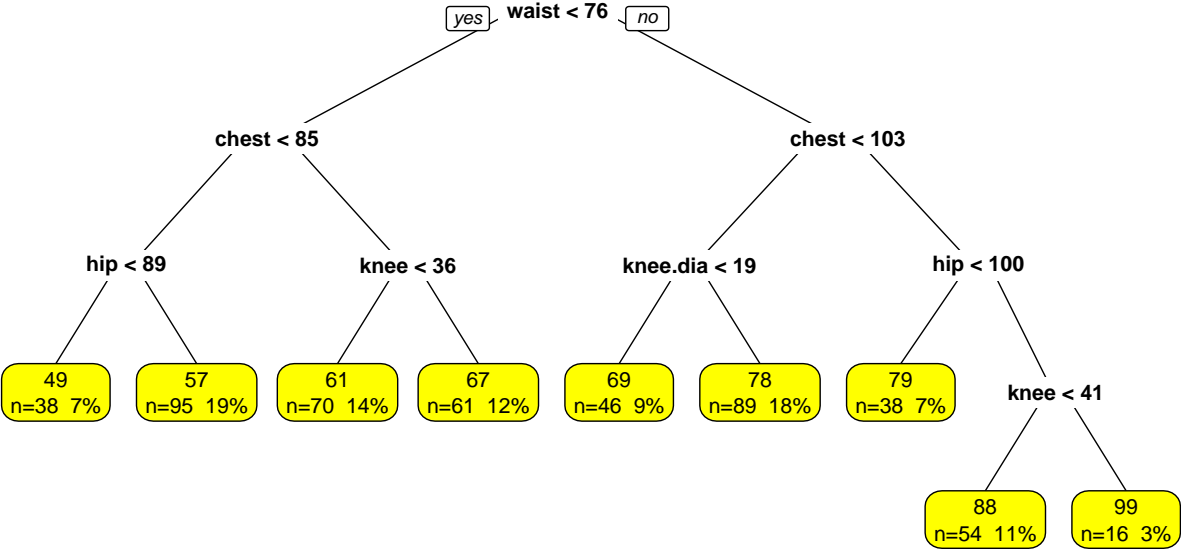 yes waist < 76 no
chest < 85 chest < 103
hip < 89 knee < 36 knee.dia < 19 hip < 100
49 57 61 67 69 78 79
n=38 7% n=95 19% n=70 14% n=61 12% n=46 9% n=89 18% n=38 7%
knee < 41
88 99
n=54 11% n=16 3%